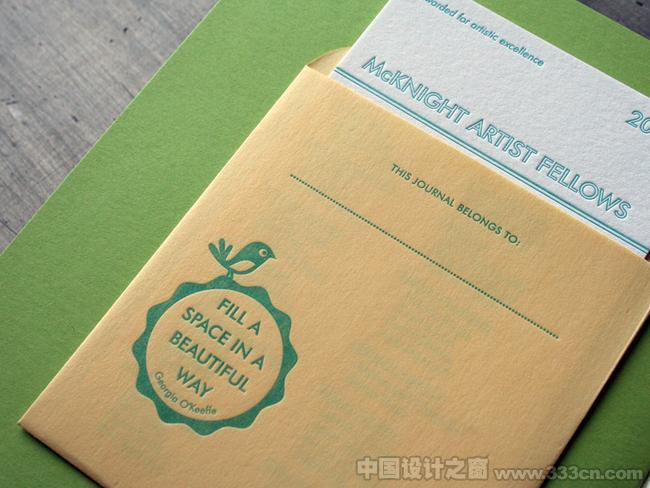 warded for artistic excellence
McKNIGHT ARTIST FELLOWS
20
THIS JOURNAL BELONGS TO:
FILL A
SPACE IN A
BEAUTIFUL
WAY
Georgia O'Keeffe
中国设计之窗 www.333cn.com